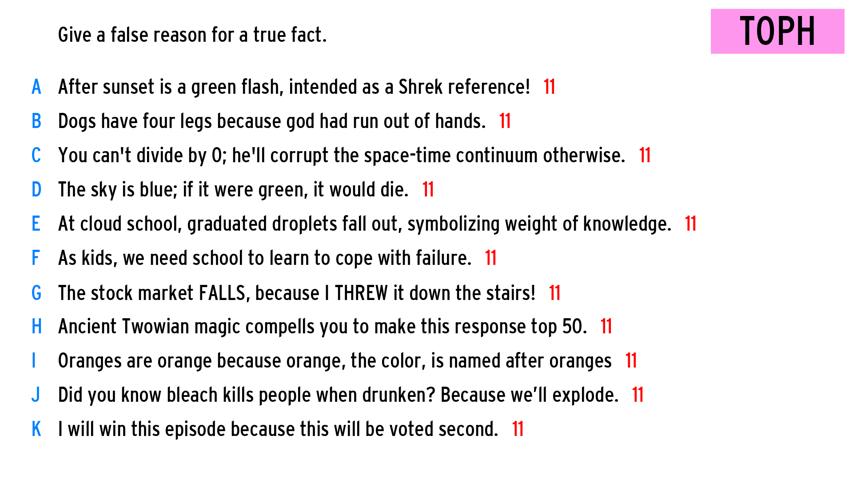 Give a false reason for a true fact.
TOPH
A After sunset is a green flash, intended as a Shrek reference! 11
B Dogs have four legs because god had run out of hands. 11
C You can't divide by 0; he'll corrupt the space-time continuum otherwise. 11
D The sky is blue; if it were green, it would die. 11
E At cloud school, graduated droplets fall out, symbolizing weight of knowledge. 11
F As kids, we need school to learn to cope with failure. 11
G The stock market FALLS, because I THREW it down the stairs! 11
H Ancient Twowian magic compells you to make this response top 50. 11
I Oranges are orange because orange, the color, is named after oranges 11
J Did you know bleach kills people when drunken? Because we’ll explode. 11
K I will win this episode because this will be voted second. 11